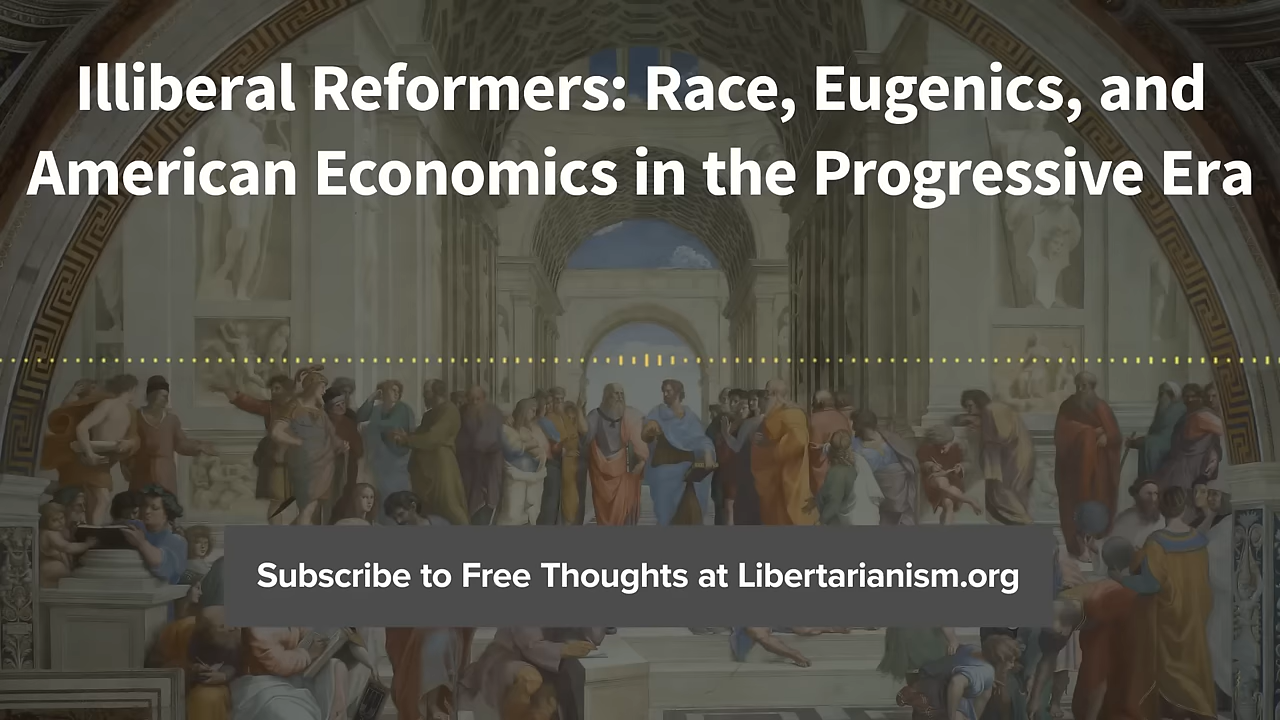 Illiberal Reformers: Race, Eugenics, and
American Economics in the Progressive Era
Subscribe to Free Thoughts at Libertarianism.org